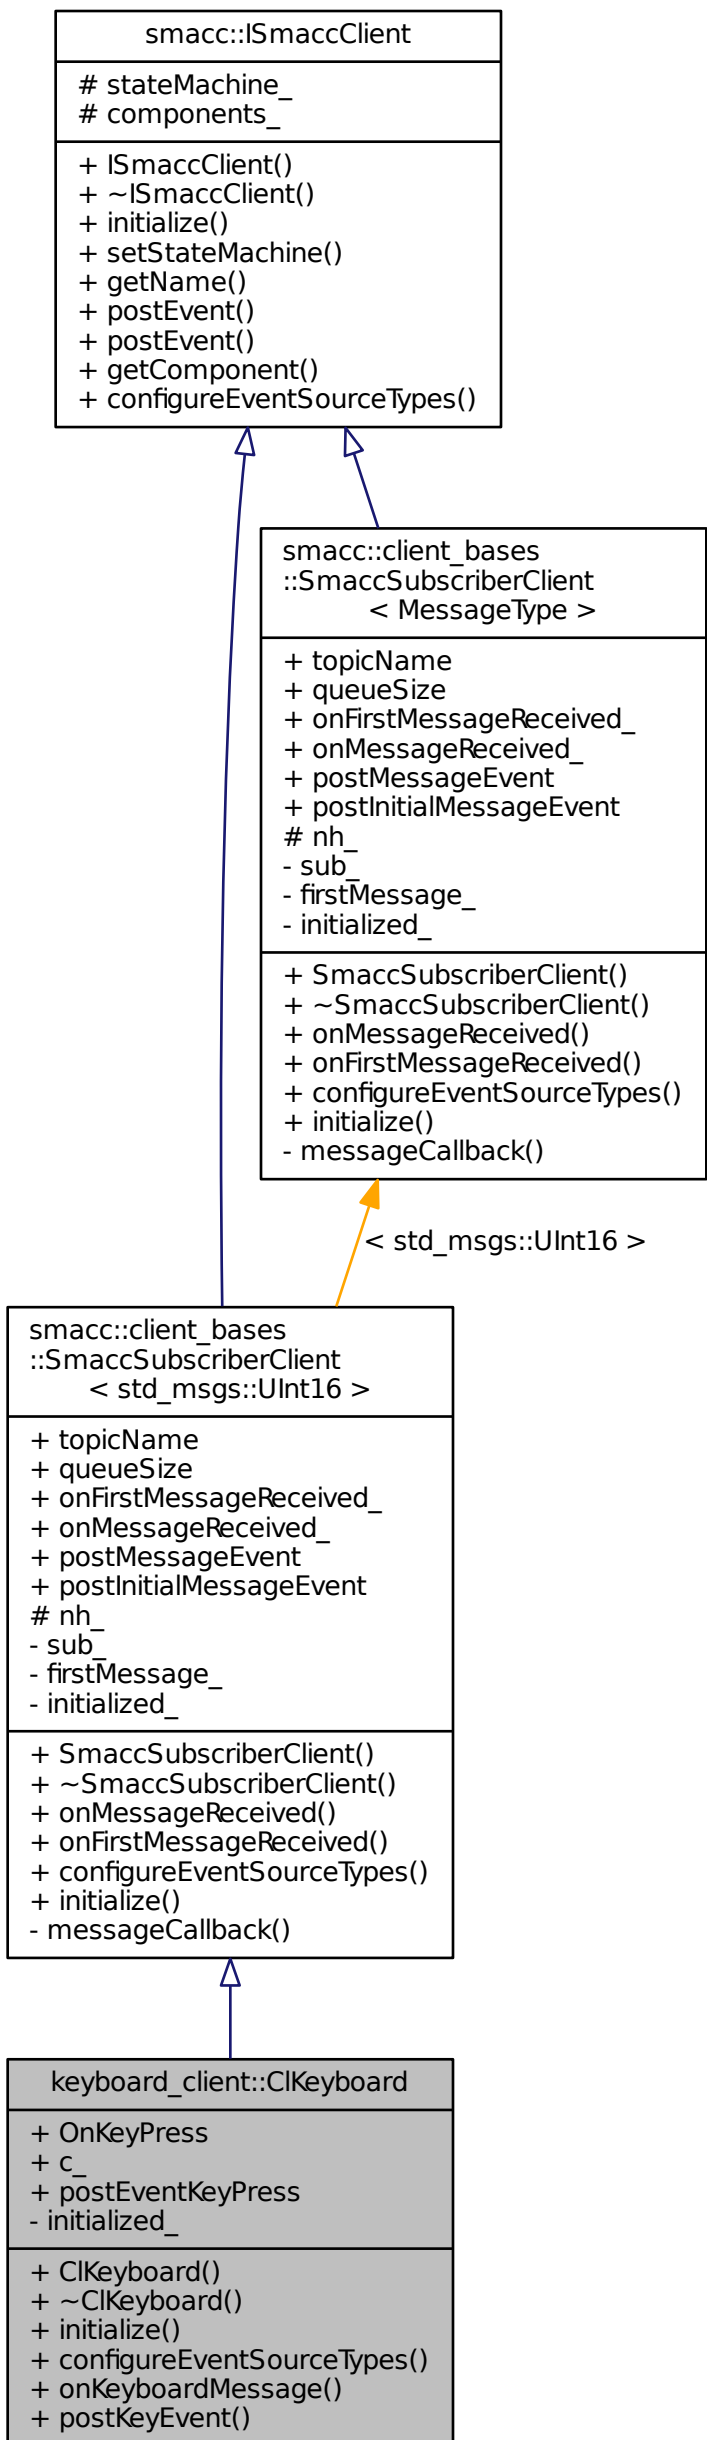 smacc::ISmaccClient
# stateMachine_
# components_
+ ISmaccClient()
+ ~ISmaccClient()
+ initialize()
+ setStateMachine()
+ getName()
+ postEvent()
+ postEvent()
+ getComponent()
+ configureEventSourceTypes()
smacc::client_bases
::SmaccSubscriberClient
< MessageType >
+ topicName
+ queueSize
+ onFirstMessageReceived_
+ onMessageReceived_
+ postMessageEvent
+ postInitialMessageEvent
# nh_
- sub_
- firstMessage_
- initialized_
+ SmaccSubscriberClient()
+ ~SmaccSubscriberClient()
+ onMessageReceived()
+ onFirstMessageReceived()
+ configureEventSourceTypes()
+ initialize()
- messageCallback()
< std_msgs::UInt16 >
smacc::client_bases
::SmaccSubscriberClient
< std_msgs::UInt16 >
+ topicName
+ queueSize
+ onFirstMessageReceived_
+ onMessageReceived_
+ postMessageEvent
+ postInitialMessageEvent
# nh_
- sub_
- firstMessage_
- initialized_
+ SmaccSubscriberClient()
+ ~SmaccSubscriberClient()
+ onMessageReceived()
+ onFirstMessageReceived()
+ configureEventSourceTypes()
+ initialize()
- messageCallback()
keyboard_client::ClKeyboard
+ OnKeyPress
+ c_
+ postEventKeyPress
- initialized_
+ ClKeyboard()
+ ~ClKeyboard()
+ initialize()
+ configureEventSourceTypes()
+ onKeyboardMessage()
+ postKeyEvent()